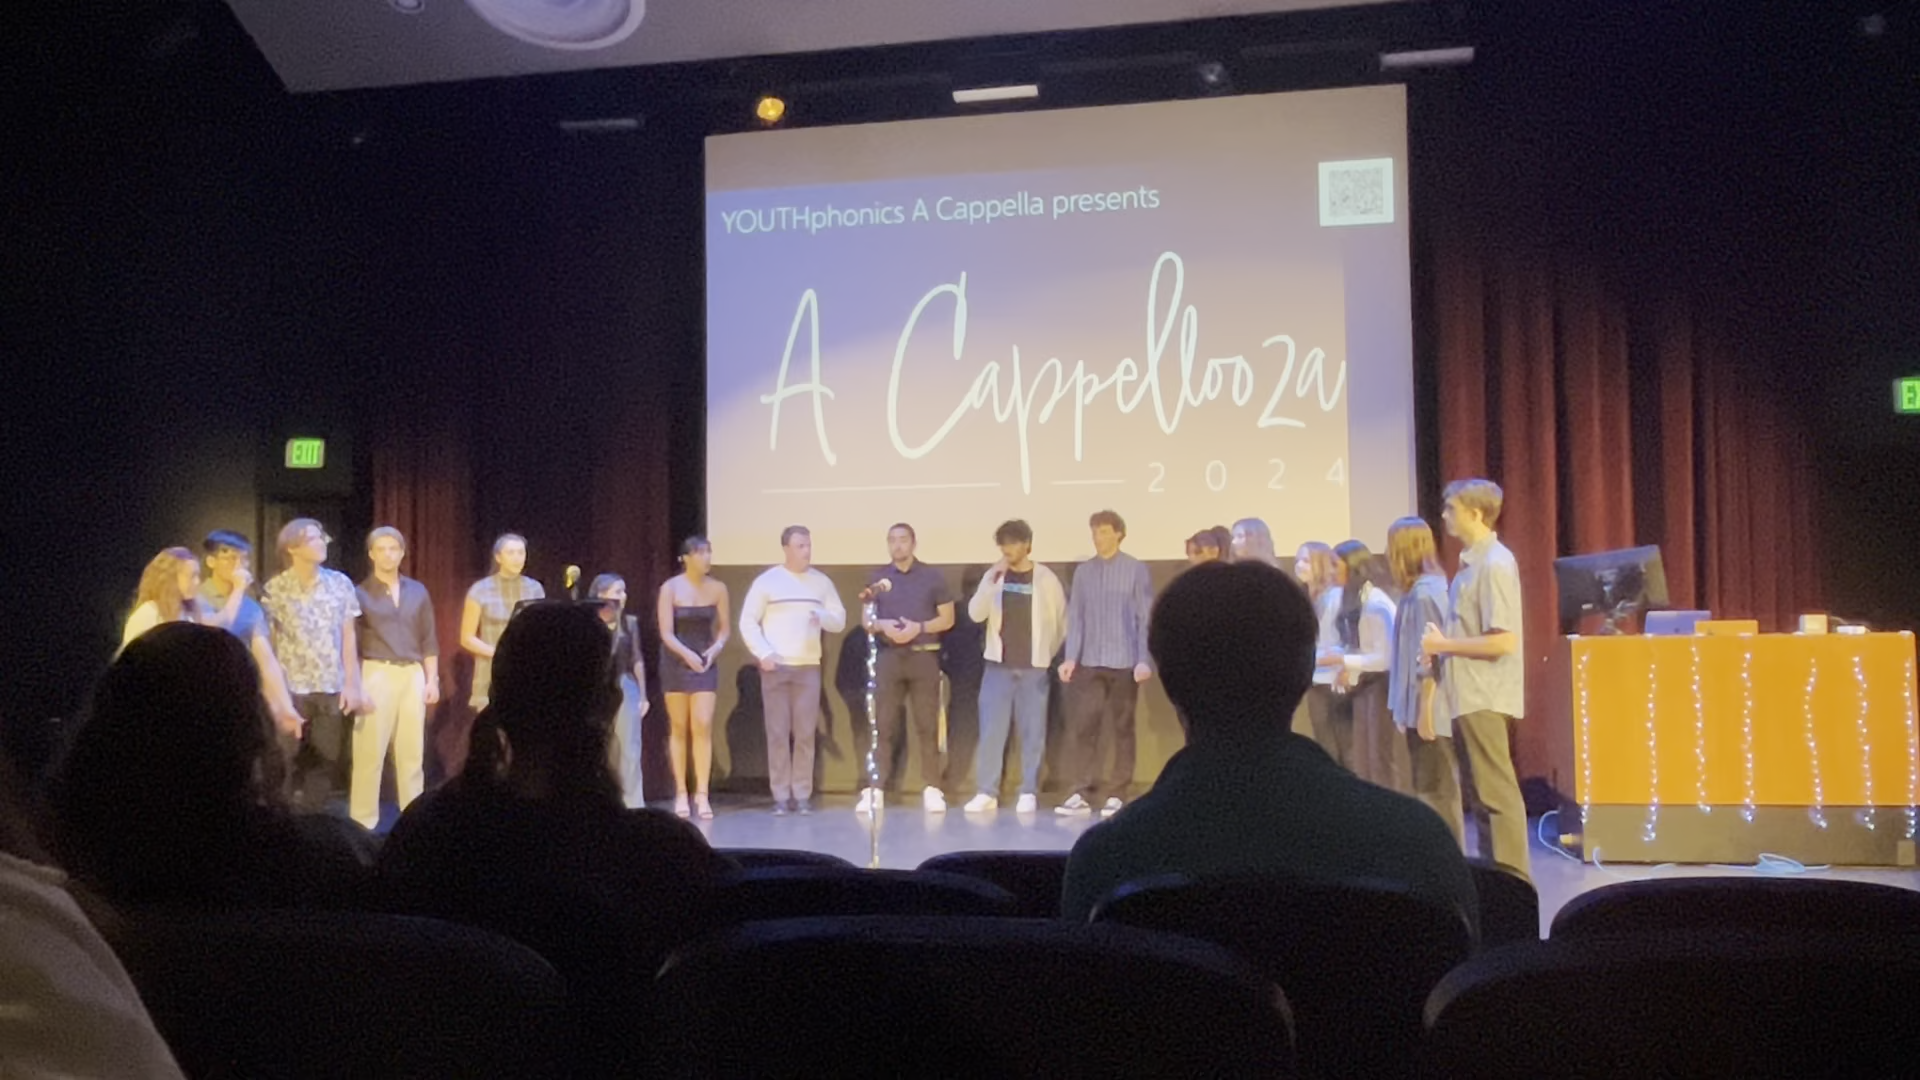 YOUTHphonics A Cappella presents
A Cappellooza
2024
EXIT
E